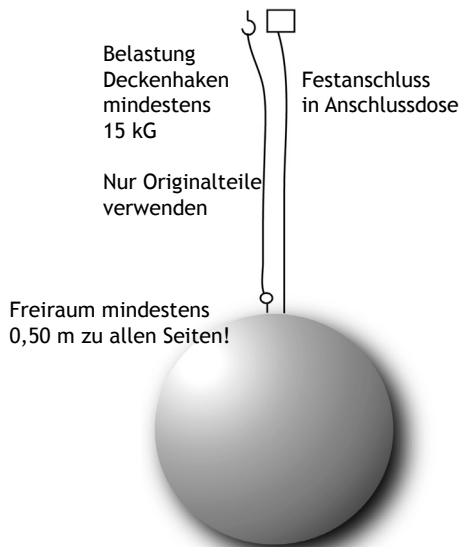 Belastung
Deckenhaken
mindestens
15 kG
Festanschluss
in Anschlussdose
Nur Originalteile
verwenden
Freiraum mindestens
0,50 m zu allen Seiten!